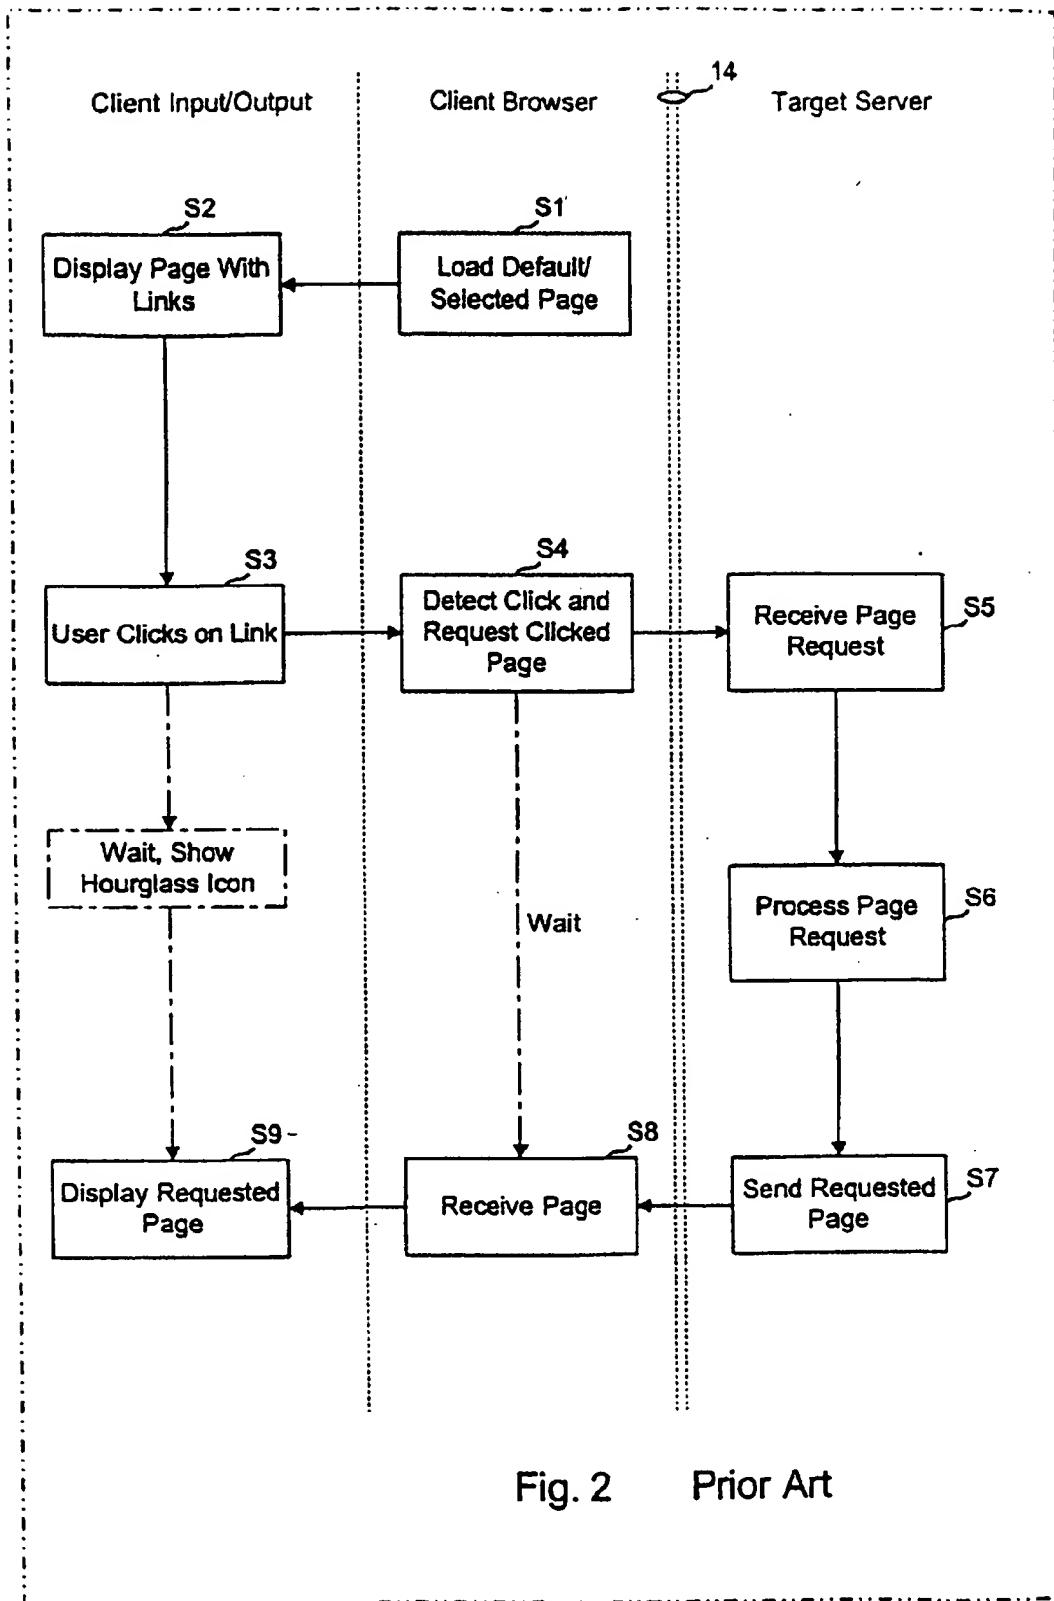 14
Client Input/Output
Client Browser
Target Server
S2
S1
Display Page With
Links
Load Default/
Selected Page
S3
S4
S5
User Clicks on Link
Detect Click and
Request Clicked
Page
Receive Page
Request
Wait, Show
Hourglass Icon
Wait
S6
Process Page
Request
S9
S8
S7
Display Requested
Page
Receive Page
Send Requested
Page
Fig. 2 Prior Art